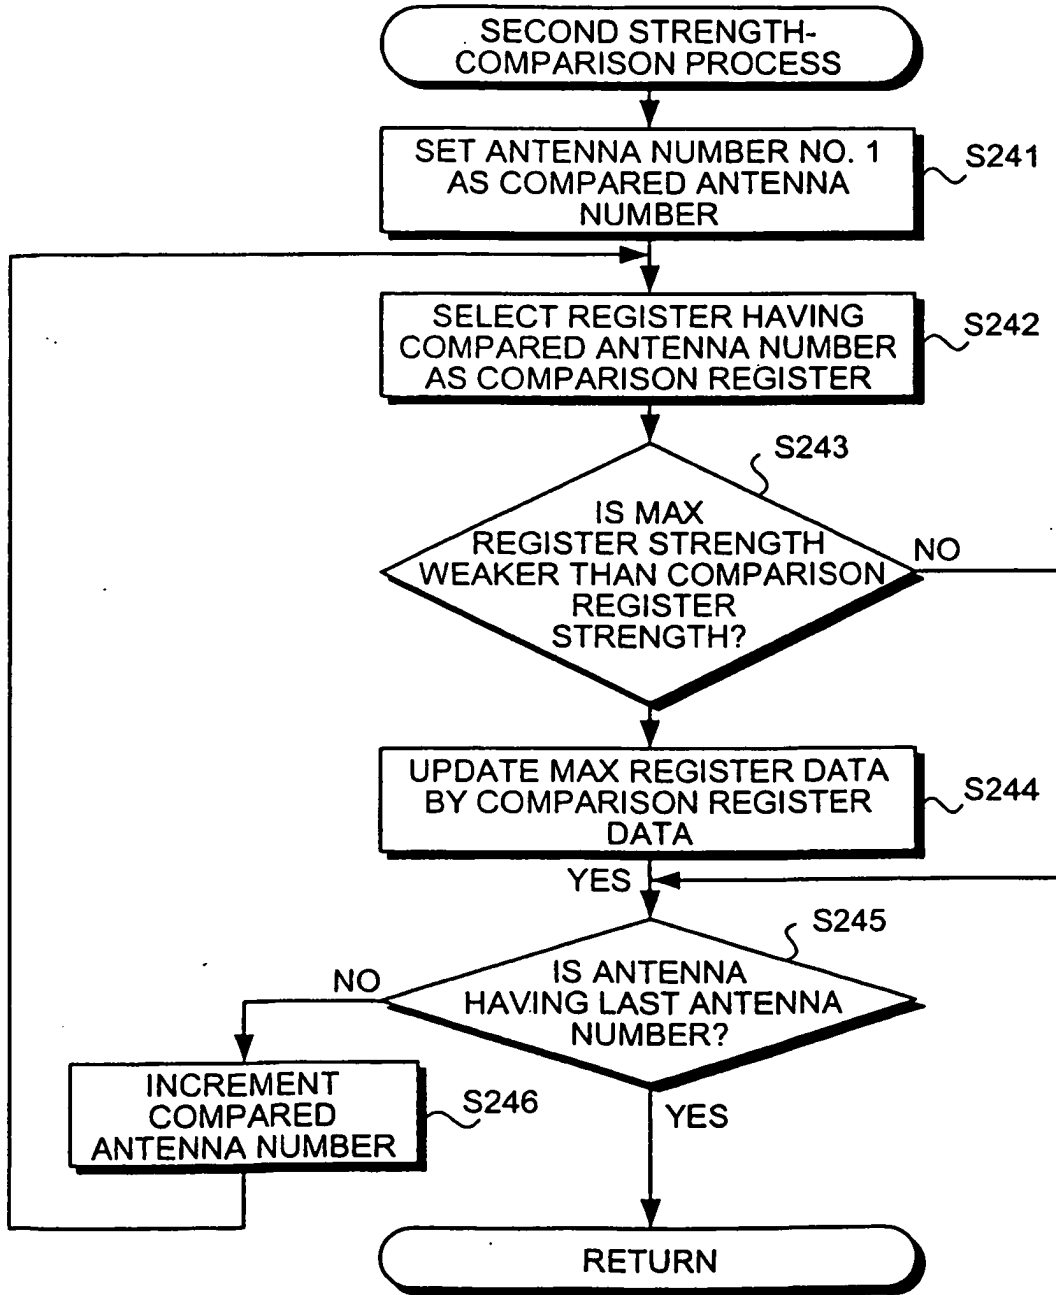 SECOND STRENGTH-
COMPARISON PROCESS
SET ANTENNA NUMBER NO. 1
AS COMPARED ANTENNA
NUMBER
S241
SELECT REGISTER HAVING
COMPARED ANTENNA NUMBER
AS COMPARISON REGISTER
S242
S243
IS MAX
REGISTER STRENGTH
WEAKER THAN COMPARISON
REGISTER
STRENGTH?
NO
UPDATE MAX REGISTER DATA
BY COMPARISON REGISTER
DATA
S244
YES
S245
IS ANTENNA
HAVING LAST ANTENNA
NUMBER?
NO
INCREMENT
COMPARED
ANTENNA NUMBER
S246
YES
RETURN